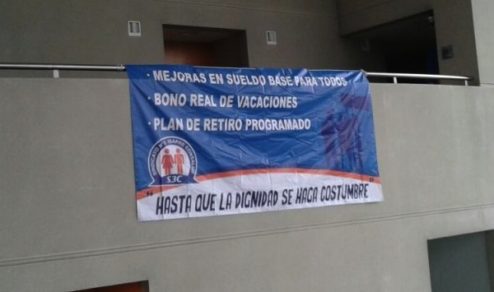 · MEJORAS EN SUELDO BASE PARA TODOS
· BONO REAL DE VACACIONES
· PLAN DE RETIRO PROGRAMADO
S3C
"HASTA QUE LA DIGNIDAD SE HAGA COSTUMBRE"